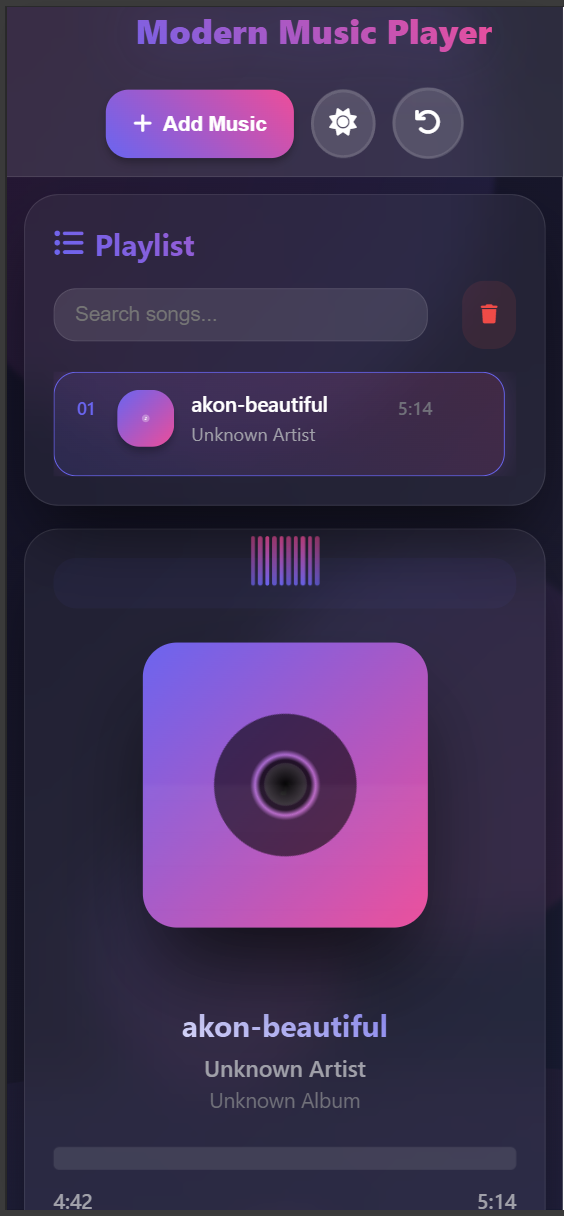 Modern Music Player
Add Music
Playlist
Search songs...
01
akon-beautiful
5:14
Unknown Artist
akon-beautiful
Unknown Artist
Unknown Album
4:42
5:14